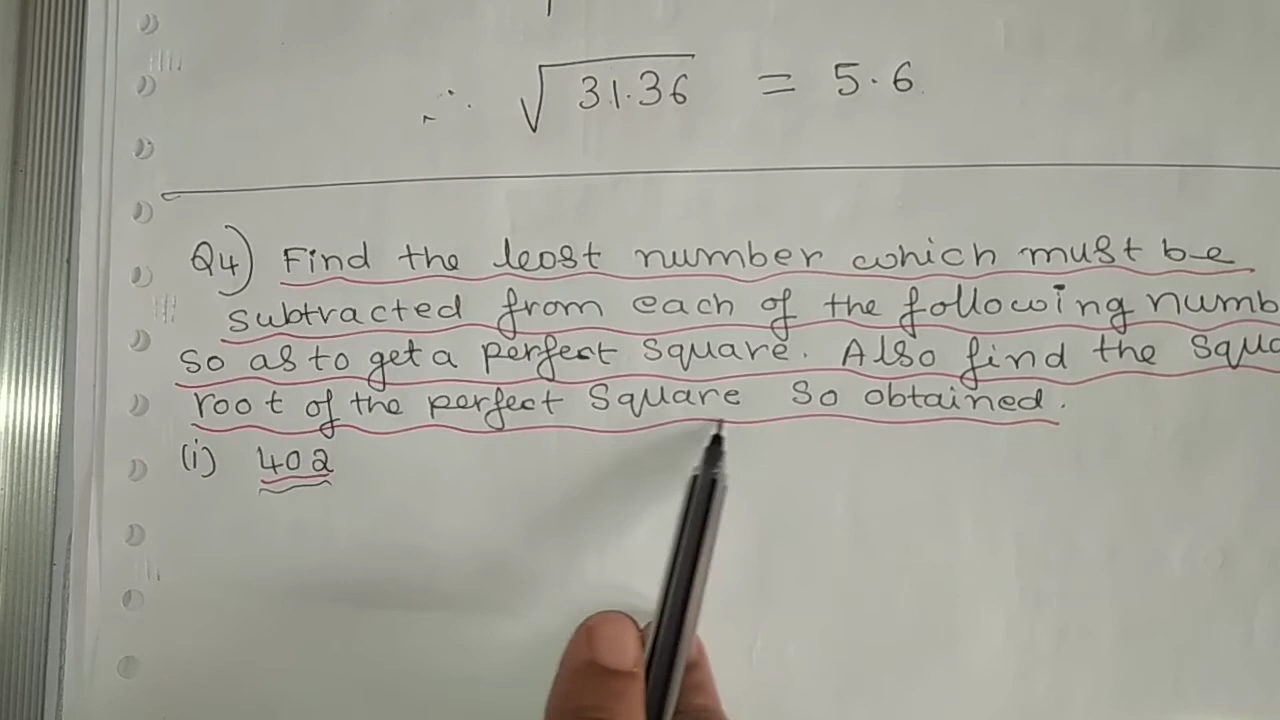 ∴ √31.36 = 5.6
Q4) Find the least number which must be
subtracted from each of the following numb
so as to get a perfect square. Also find the squa
root of the perfect square so obtained.
(i) 402